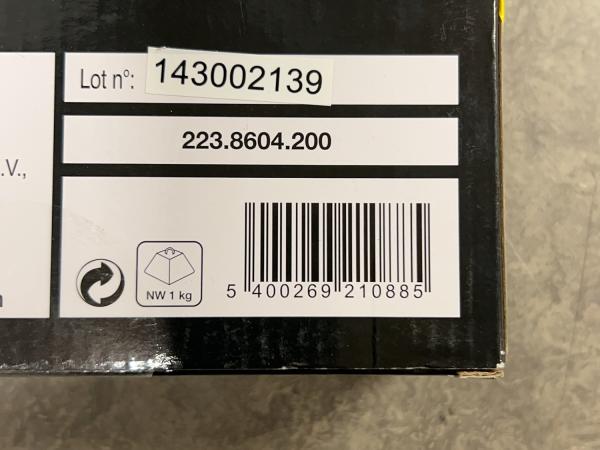 Lot n°: 143002139
223.8604.200
.V.,
NW 1 kg
5 400269 210885